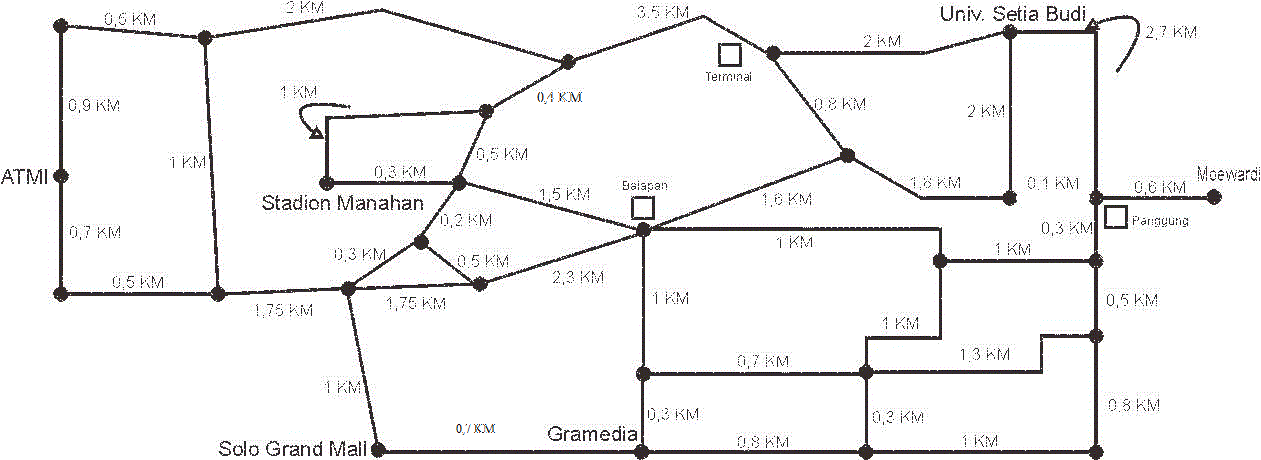 0,5 KM
2 KM
3.5 KM
Univ. Setia Budi
2,7 KM
2 KM
Terminal
0,9 KM
1 KM
0,4 KM
0.8 KM
2 KM
1 KM
0,5 KM
ATMI
0,3 KM
Stadion Manahan
1,5 KM
Balapan
1,6 KM
1,8 KM
0,1 KM
0,6 KM
Moewardi
Panggung
0,7 KM
0,2 KM
0,3 KM
0,3 KM
1 KM
1 KM
0,5 KM
0,5 KM
2,3 KM
1,75 KM
1,75 KM
1 KM
0,5 KM
1 KM
0,7 KM
1,3 KM
1 KM
0,3 KM
0,3 KM
0,8 KM
Solo Grand Mall
0,7 KM
Gramedia
0,8 KM
1 KM